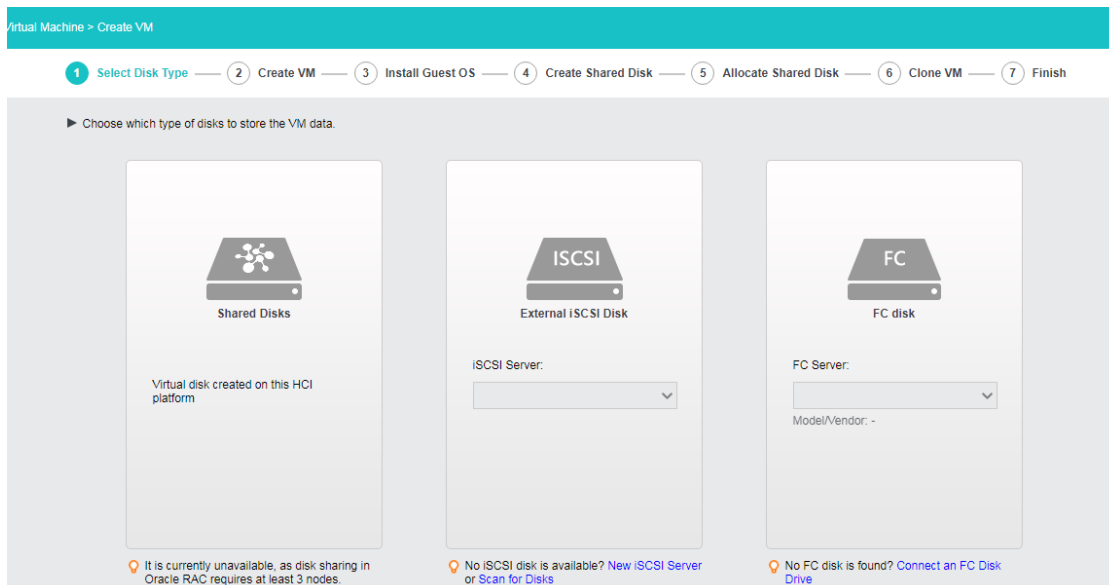 Virtual Machine > Create VM
1 Select Disk Type 2 Create VM 3 Install Guest OS 4 Create Shared Disk 5 Allocate Shared Disk 6 Clone VM 7 Finish
Choose which type of disks to store the VM data.
Shared Disks
Virtual disk created on this HCI
platform
It is currently unavailable, as disk sharing in
Oracle RAC requires at least 3 nodes.
ISCSI
External iSCSI Disk
iSCSI Server:
No iSCSI disk is available? New iSCSI Server
or Scan for Disks
FC
FC disk
FC Server:
Model/Vendor: -
No FC disk is found? Connect an FC Disk
Drive